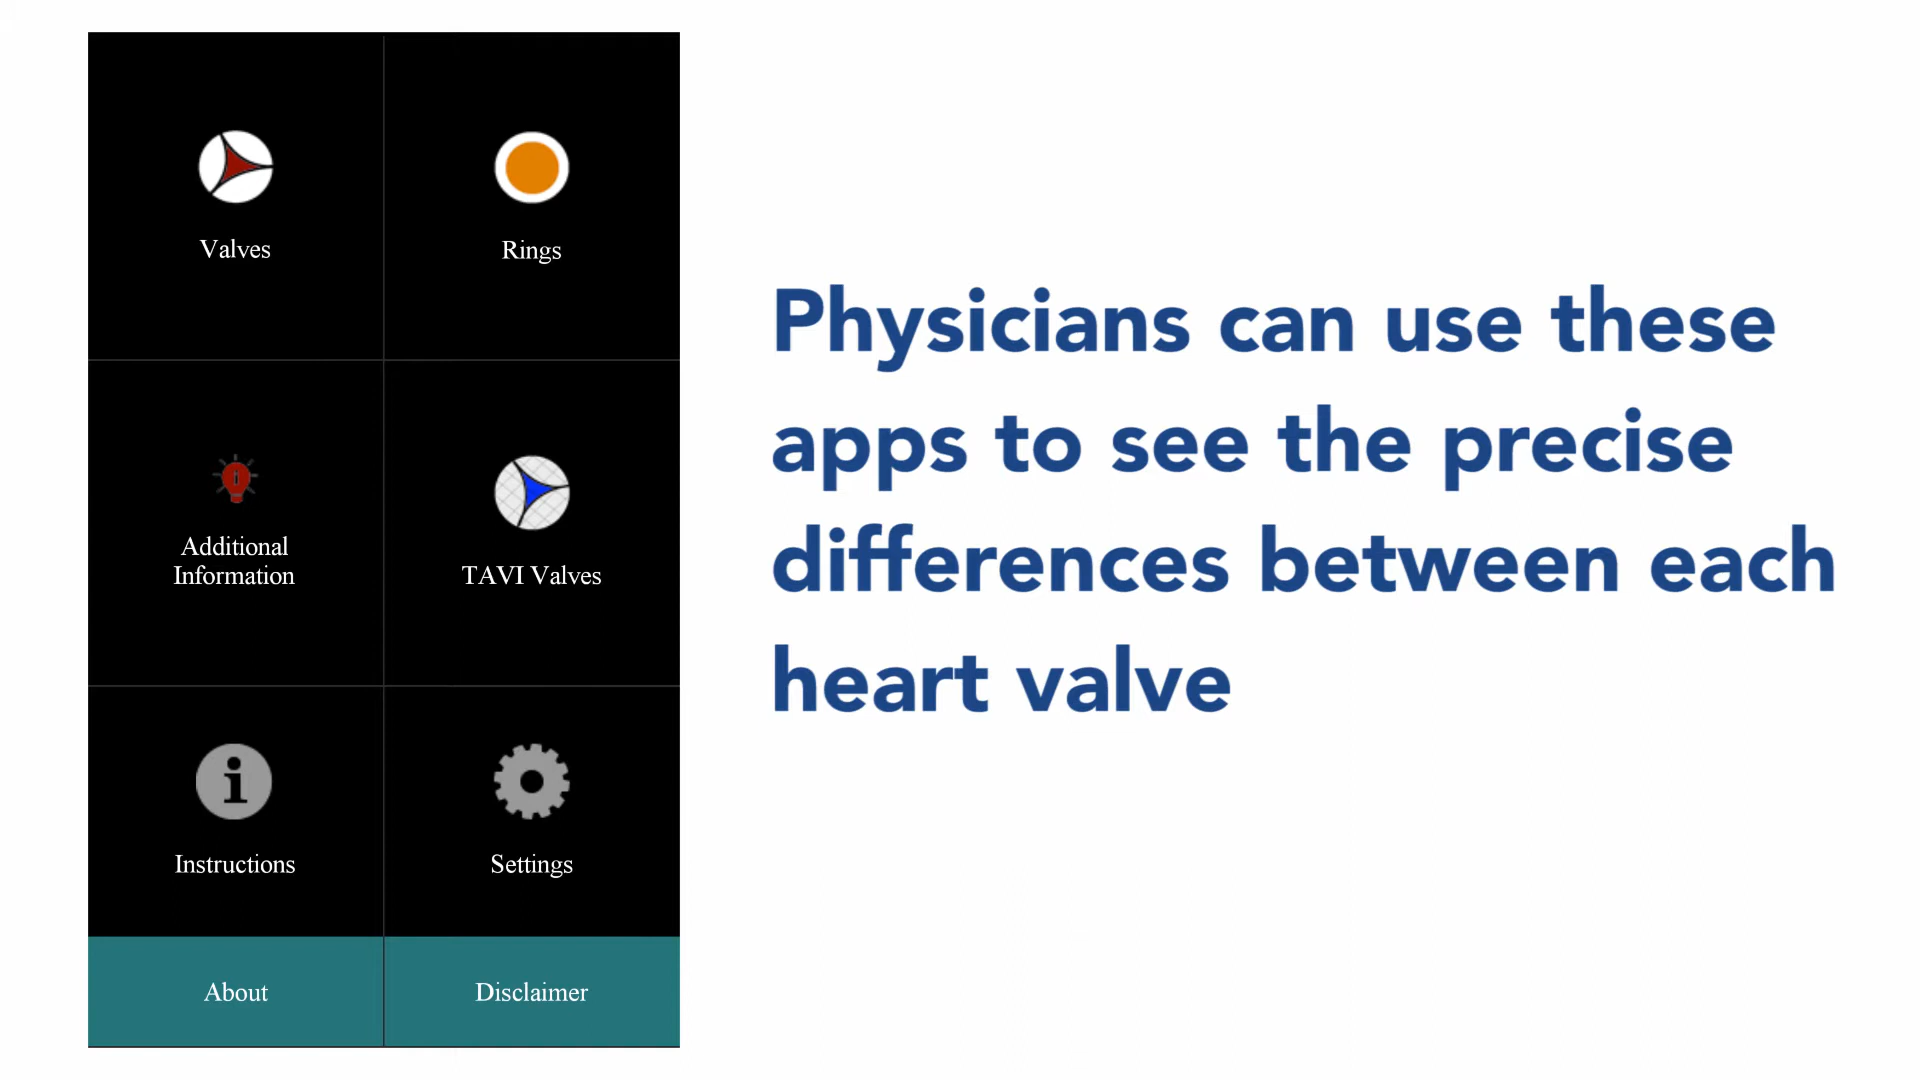 Valves
Rings
Additional
Information
TAVI Valves
Instructions
Settings
About
Disclaimer
Physicians can use these
apps to see the precise
differences between each
heart valve